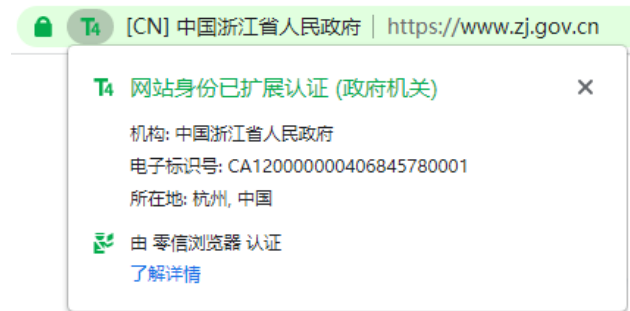 T4 [CN] 中国浙江省人民政府 | https://www.zj.gov.cn
T4 网站身份已扩展认证 (政府机关)
机构: 中国浙江省人民政府
电子标识号: CA120000000406845780001
所在地: 杭州, 中国
由 零信浏览器 认证
了解详情